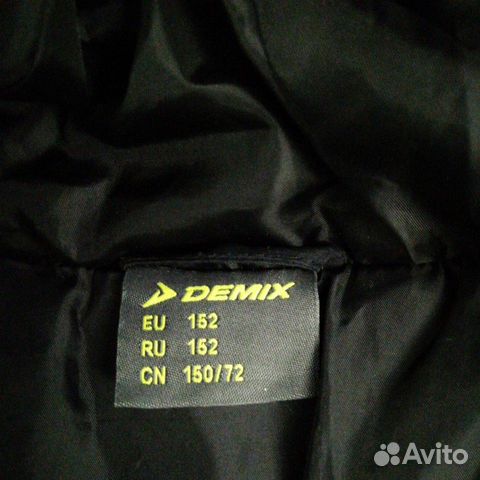 DEMIX
EU 152
RU 152
CN 150/72
Avito